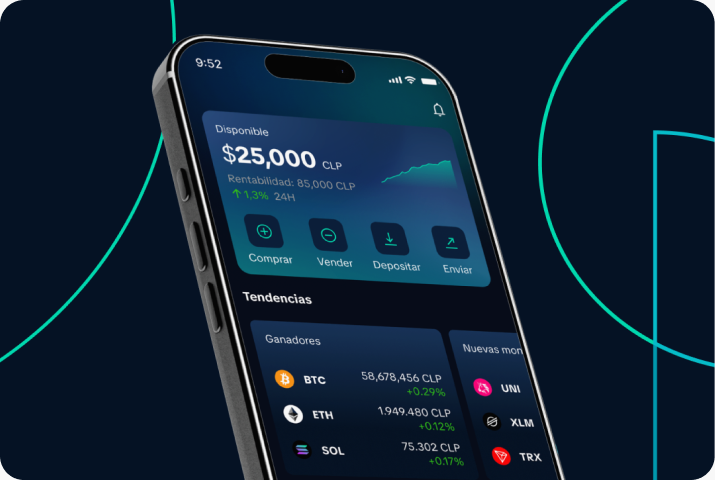 9:52
Disponible
$25,000 CLP
Rentabilidad: 85,000 CLP
↑ 1,3% 24H
Comprar Vender Depositar Enviar
Tendencias
Ganadores
BTC 58,678,456 CLP
+0.29%
ETH 1.949.480 CLP
+0.12%
SOL 75.302 CLP
+0.17%
Nuevas mon
UNI
XLM
TRX